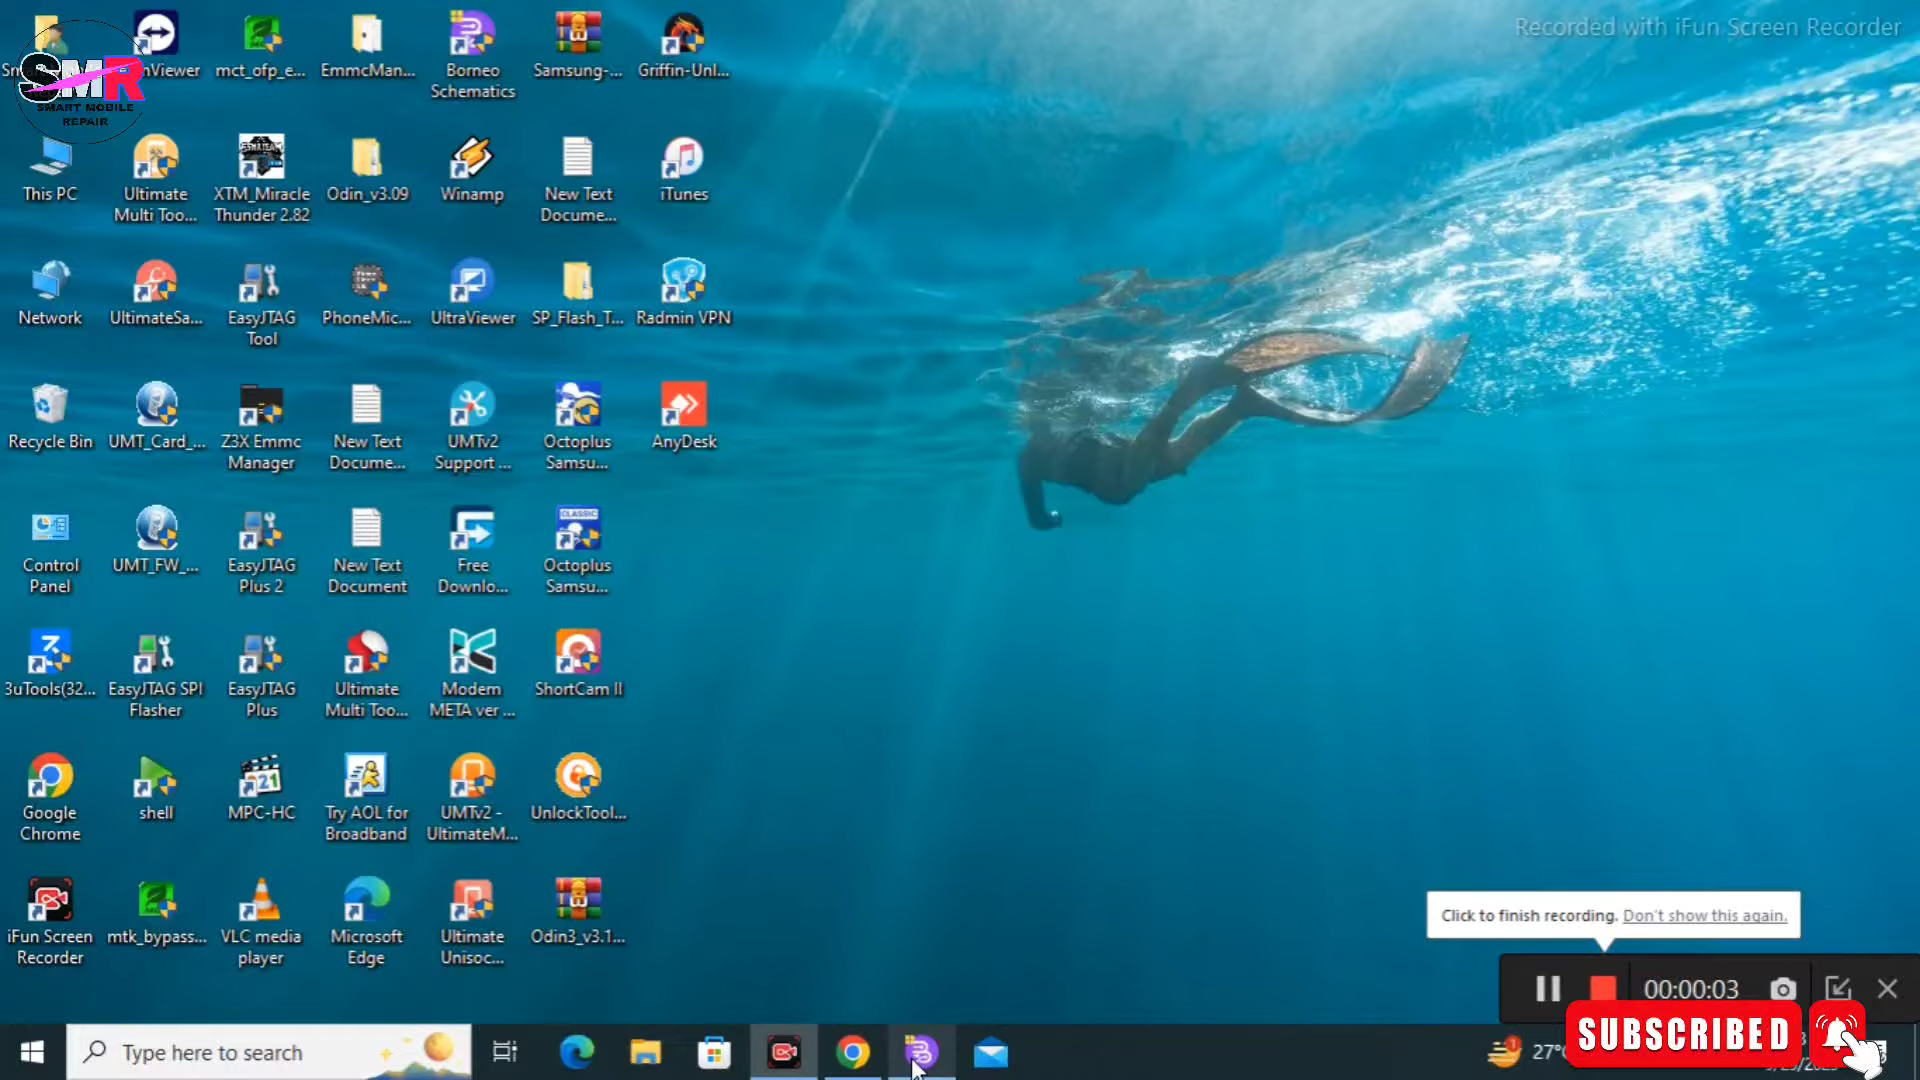 Recorded with iFun Screen Recorder
SMR
SMART MOBILE
REPAIR
mct_ofp_e...
EmmcMan...
Borneo
Schematics
Samsung-...
Griffin-Unl...
This PC
Ultimate
Multi Too...
XTM_Miracle
Thunder 2.82
Odin_v3.09
Winamp
New Text
Docume...
iTunes
Network
UltimateSa...
EasyJTAG
Tool
PhoneMic...
UltraViewer
SP_Flash_T...
Radmin VPN
Recycle Bin
UMT_Card_...
Z3X Emmc
Manager
New Text
Docume...
UMTv2
Support ...
Octoplus
Samsu...
AnyDesk
Control
Panel
UMT_FW_...
EasyJTAG
Plus 2
New Text
Document
Free
Downlo...
CLASSIC
Octoplus
Samsu...
3uTools(32...
EasyJTAG SPI
Flasher
EasyJTAG
Plus
Ultimate
Multi Too...
Modem
META ver ...
ShortCam II
Google
Chrome
shell
321
MPC-HC
Try AOL for
Broadband
UMTv2 -
UltimateM...
UnlockTool...
iFun Screen
Recorder
mtk_bypass...
VLC media
player
Microsoft
Edge
Ultimate
Unisoc...
Odin3_v3.1...
Click to finish recording. Don't show this again.
00:00:03
Type here to search
27°
SUBSCRIBED